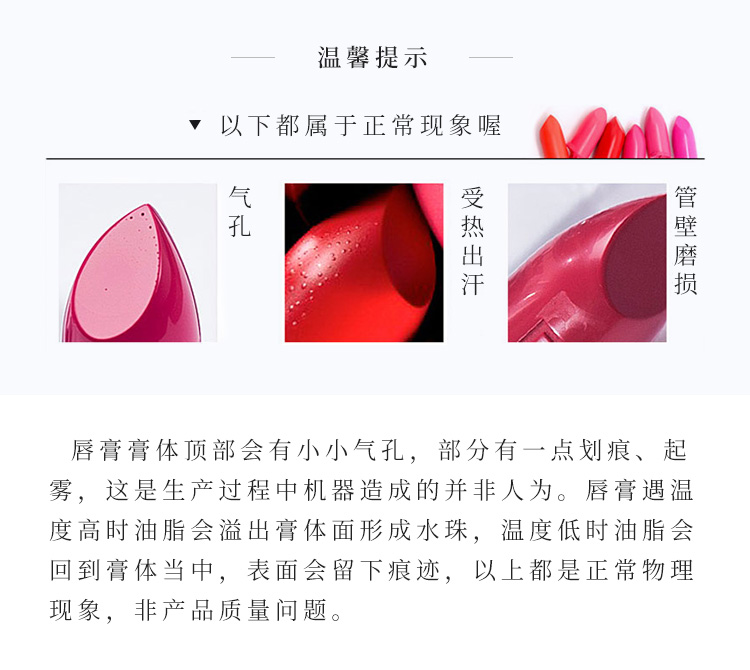 温馨提示
▼ 以下都属于正常现象喔
气孔
受热出汗
管壁磨损
唇膏膏体顶部会有小小气孔，部分有一点划痕、起
雾，这是生产过程中机器造成的并非人为。唇膏遇温
度高时油脂会溢出膏体面形成水珠，温度低时油脂会
回到膏体当中，表面会留下痕迹，以上都是正常物理
现象，非产品质量问题。